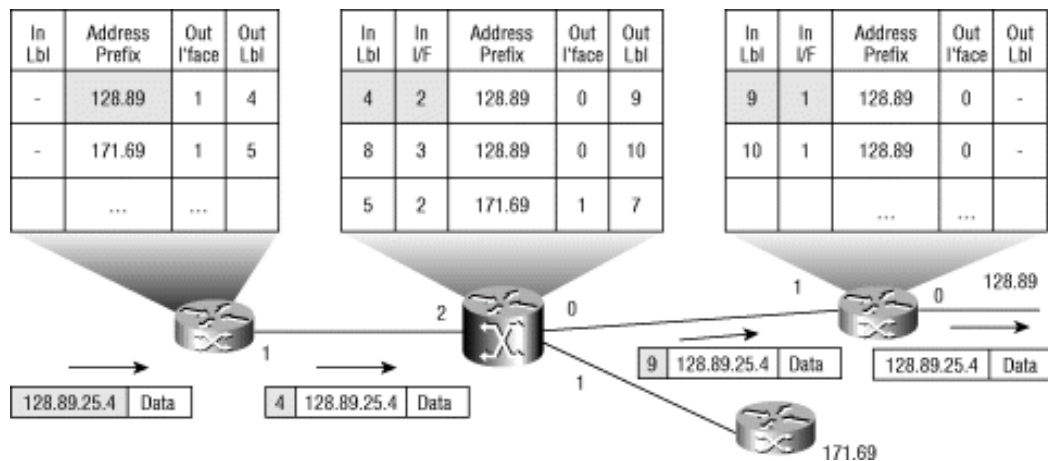 In Lbl Address Prefix Out I'face Out Lbl
- 128.89 1 4
- 171.69 1 5
... ...
In Lbl In I/F Address Prefix Out I'face Out Lbl
4 2 128.89 0 9
8 3 128.89 0 10
5 2 171.69 1 7
In Lbl In I/F Address Prefix Out I'face Out Lbl
9 1 128.89 0 -
10 1 128.89 0 -
... ...
1
2
0
1
1
0
128.89
128.89.25.4 Data
4 128.89.25.4 Data
9 128.89.25.4 Data
128.89.25.4 Data
171.69